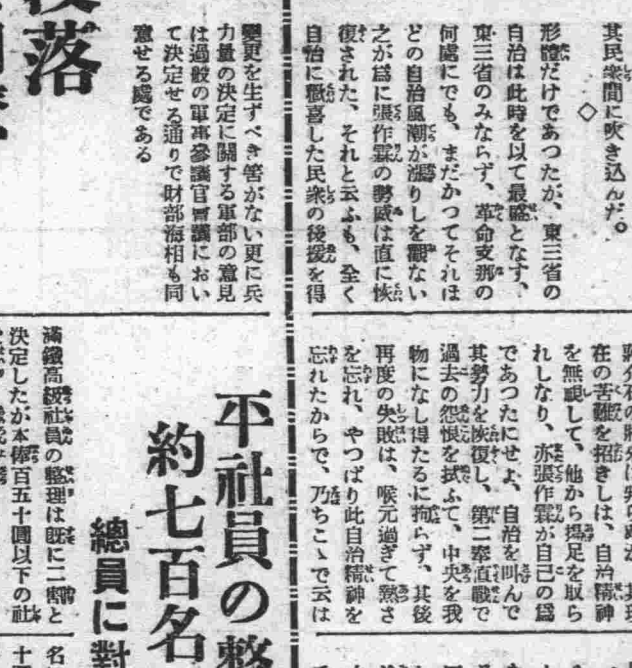 其民衆間に吹き込んだ。
◇
形體だけであつたが、東三省の
自治は此時を以て最盛となす、
東三省のみならず、革命支那の
何處にでも、まだかつてそれほ
どの自治風潮が漲りしを觀ない
之が爲に張作霖の勢威は直に恢
復された、それと云ふも、全く
自治に歡喜した民衆の後援を得
在の苦難を招きしは、自治精神
を無視して、他から揚足を取ら
れしなり、亦張作霖が自己の爲
であつたにせよ、自治を叫んで
其勢力を恢復し、第二奉直戰で
過去の怨恨を拭ふて、中央を我
物になし得たるに拘らず、其後
再度の失敗は、喉元過ぎて熱さ
を忘れ、やつぱり此自治精神を
忘れたからで、乃ちこゝで云は
變更を生ずべき筈がない更に兵
力量の決定に關する軍部の意見
は過般の軍事參議官會議におい
て決定せる通りで財部海相も同
意せる處である
段落
平社員の整
約七百名
總員に對
滿鐵高級社員の整理は既に二割と
決定したが本俸百五十圓以下の社
名
十